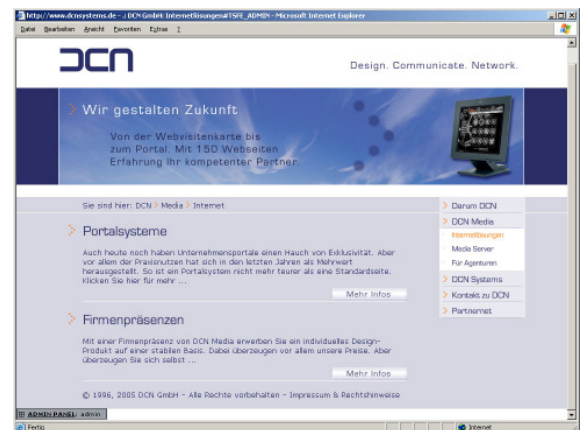 http://www.dcnsystems.de - .: DCN GmbH: Internetlösungen#TSFE_ADMIN - Microsoft Internet Explorer
Datei Bearbeiten Ansicht Favoriten Extras ?
DCN
Design. Communicate. Network.
Wir gestalten Zukunft
Von der Webvisitenkarte bis
zum Portal. Mit 150 Webseiten
Erfahrung Ihr kompetenter Partner.
Sie sind hier: DCN > Media > Internet
> Darum DCN
> DCN Media
Internetlösungen
Media Server
Für Agenturen
> DCN Systems
> Kontakt zu DCN
> Partnernet
> Portalsysteme
Auch heute noch haben Unternehmensportale einen Hauch von Exklusivität. Aber
vor allem der Praxisnutzen hat sich in den letzten Jahren als Mehrwert
herausgestellt. So ist ein Portalsystem nicht mehr teurer als eine Standardseite.
Klicken Sie hier für mehr ...
Mehr Infos
> Firmenpräsenzen
Mit einer Firmenpräsenz von DCN Media erwerben Sie ein individuelles Design-
Produkt auf einer stabilen Basis. Dabei überzeugen vor allem unsere Preise. Aber
überzeugen Sie sich selbst ...
Mehr Infos
© 1996, 2005 DCN GmbH - Alle Rechte vorbehalten - Impressum & Rechtshinweise
ADMIN PANEL: admin
Fertig
Internet